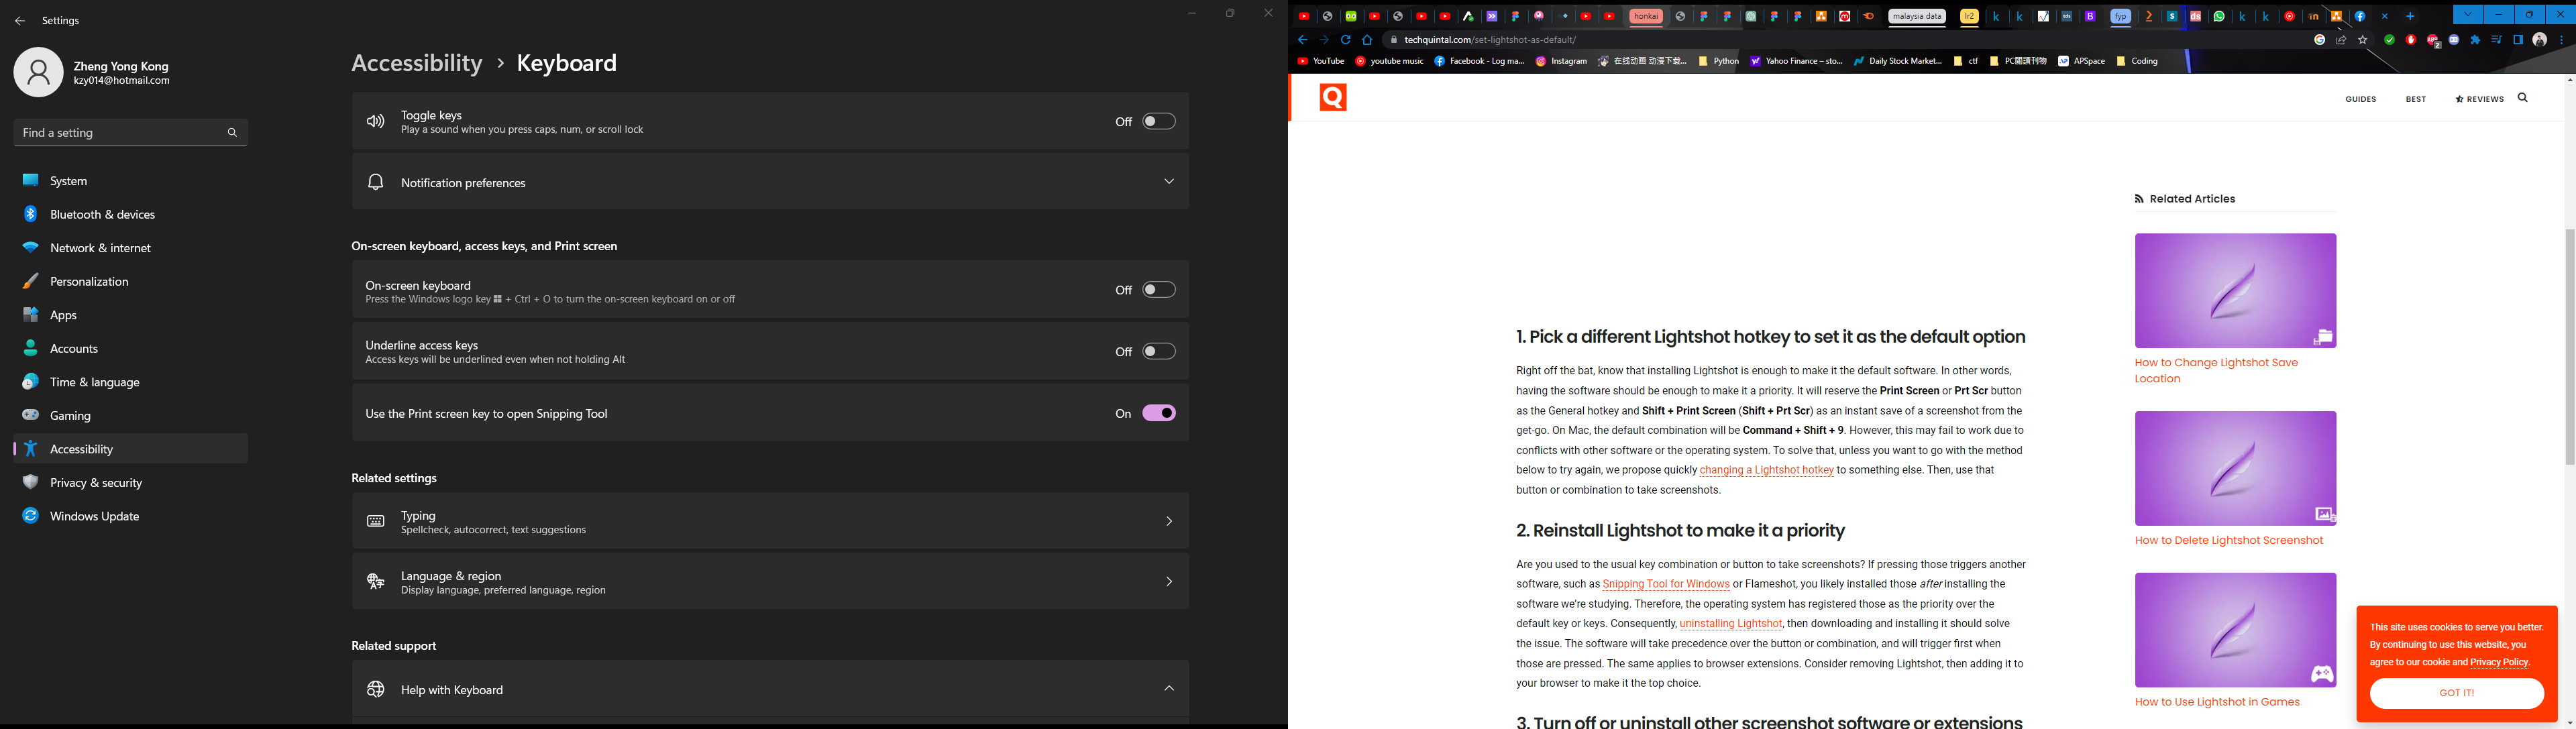 Settings
Zheng Yong Kong
kzy014@hotmail.com
Find a setting
System
Bluetooth & devices
Network & internet
Personalization
Apps
Accounts
Time & language
Gaming
Accessibility
Privacy & security
Windows Update
Accessibility > Keyboard
Toggle keys
Play a sound when you press caps, num, or scroll lock
Off
Notification preferences
On-screen keyboard, access keys, and Print screen
On-screen keyboard
Press the Windows logo key + Ctrl + O to turn the on-screen keyboard on or off
Off
Underline access keys
Access keys will be underlined even when not holding Alt
Off
Use the Print screen key to open Snipping Tool
On
Related settings
Typing
Spellcheck, autocorrect, text suggestions
Language & region
Display language, preferred language, region
Related support
Help with Keyboard
honkai
malaysia data
lr2
fyp
techquintal.com/set-lightshot-as-default/
YouTube
youtube music
Facebook - Log ma...
Instagram
在线动画 动漫下载...
Python
Yahoo Finance – sto...
Daily Stock Market...
ctf
PC閱讀刊物
APSpace
Coding
Q
GUIDES
BEST
REVIEWS
1. Pick a different Lightshot hotkey to set it as the default option
Right off the bat, know that installing Lightshot is enough to make it the default software. In other words,
having the software should be enough to make it a priority. It will reserve the Print Screen or Prt Scr button
as the General hotkey and Shift + Print Screen (Shift + Prt Scr) as an instant save of a screenshot from the
get-go. On Mac, the default combination will be Command + Shift + 9. However, this may fail to work due to
conflicts with other software or the operating system. To solve that, unless you want to go with the method
below to try again, we propose quickly changing a Lightshot hotkey to something else. Then, use that
button or combination to take screenshots.
2. Reinstall Lightshot to make it a priority
Are you used to the usual key combination or button to take screenshots? If pressing those triggers another
software, such as Snipping Tool for Windows or Flameshot, you likely installed those after installing the
software we're studying. Therefore, the operating system has registered those as the priority over the
default key or keys. Consequently, uninstalling Lightshot, then downloading and installing it should solve
the issue. The software will take precedence over the button or combination, and will trigger first when
those are pressed. The same applies to browser extensions. Consider removing Lightshot, then adding it to
your browser to make it the top choice.
3. Turn off or uninstall other screenshot software or extensions
Related Articles
How to Change Lightshot Save
Location
How to Delete Lightshot Screenshot
How to Use Lightshot in Games
This site uses cookies to serve you better.
By continuing to use this website, you
agree to our cookie and Privacy Policy.
GOT IT!